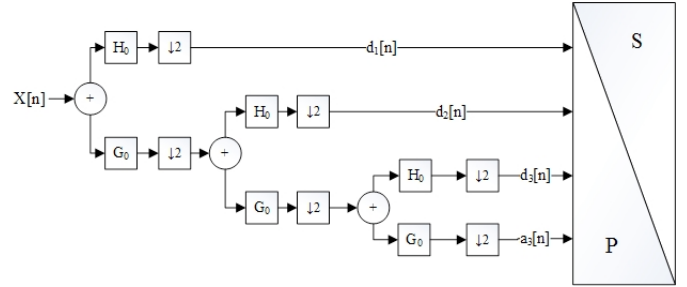 H₀ ↓2 d₁[n] S
X[n] +
H₀ ↓2 d₂[n]
G₀ ↓2 +
H₀ ↓2 d₃[n]
G₀ ↓2 +
G₀ ↓2 a₃[n] P